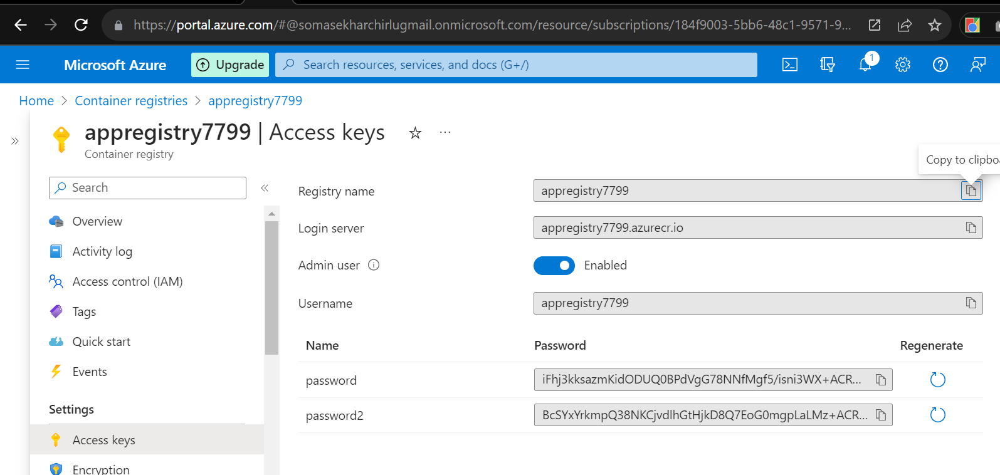 https://portal.azure.com/#@somasekharchirlugmail.onmicrosoft.com/resource/subscriptions/184f9003-5bb6-48c1-9571-9...
Microsoft Azure
Upgrade
Search resources, services, and docs (G+/)
1
Home > Container registries > appregistry7799
appregistry7799 | Access keys
Container registry
Copy to clipboa
Search
Overview
Activity log
Access control (IAM)
Tags
Quick start
Events
Settings
Access keys
Encryption
Registry name appregistry7799
Login server appregistry7799.azurecr.io
Admin user Enabled
Username appregistry7799
Name Password Regenerate
password iFhj3kksazmKidODUQ0BPdVgG78NNfMgf5/isni3WX+ACR...
password2 BcSYxYrkmpQ38NKCjvdlhGtHjkD8Q7EoG0mgpLaLMz+ACR...